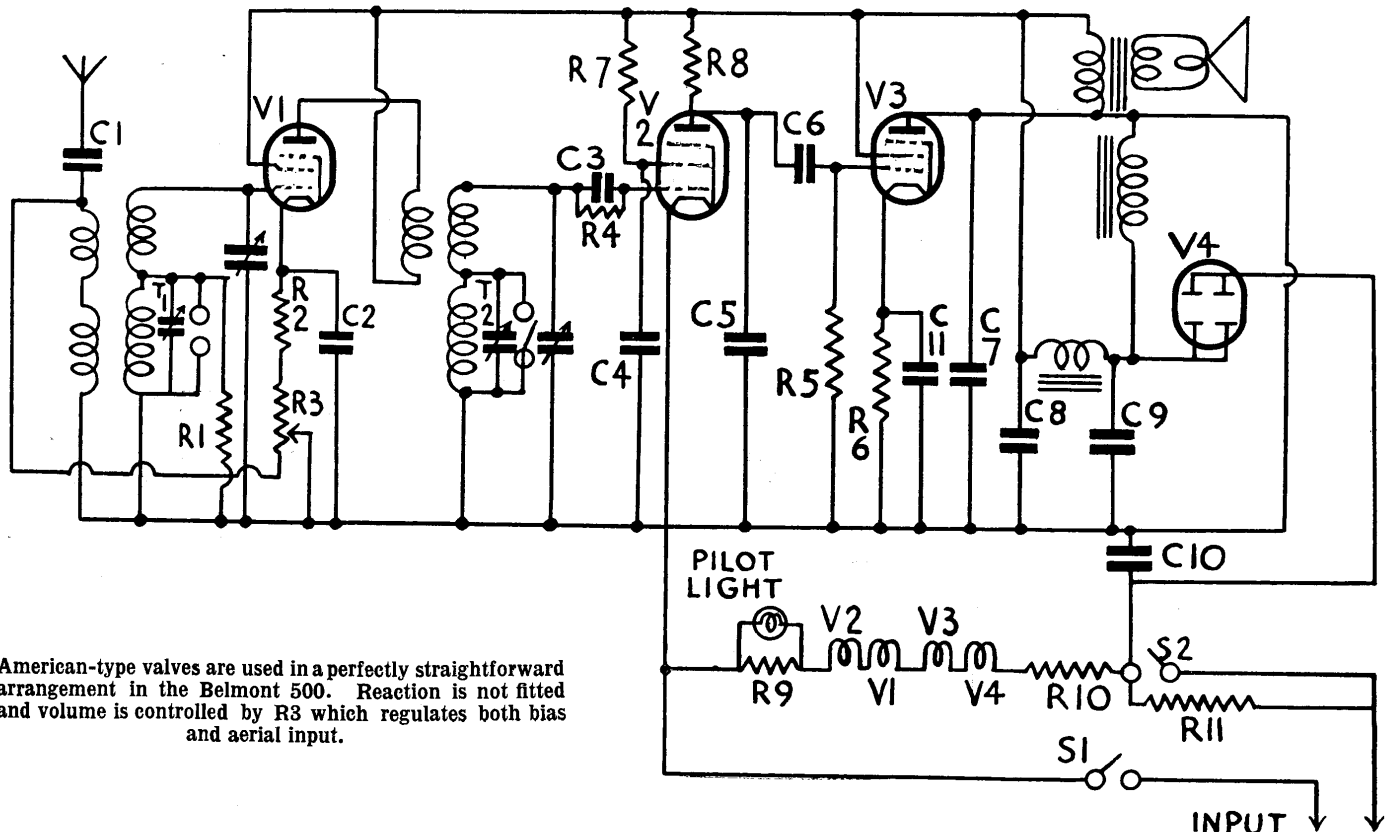 C1
V1
R7
V
2
R8
C6
V3
C3
R4
V4
T1
R
2
C2
T
2
C4
C5
R5
C
11
C
7
R
6
C8
C9
R1
R3
C10
PILOT
LIGHT
V2
V3
S2
R9
V1
V4
R10
R11
S1
INPUT
American-type valves are used in a perfectly straightforward
arrangement in the Belmont 500. Reaction is not fitted
and volume is controlled by R3 which regulates both bias
and aerial input.